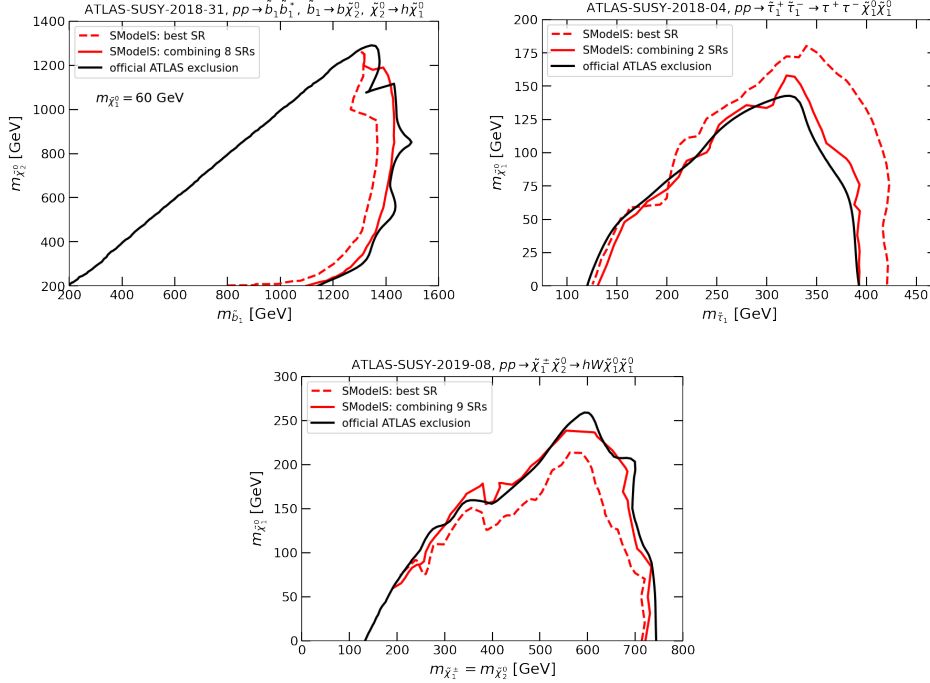 ATLAS-SUSY-2018-31, pp → b̃₁b̃₁*, b̃₁ → bχ̃₂⁰, χ̃₂⁰ → hχ̃₁⁰
SModelS: best SR
SModelS: combining 8 SRs
official ATLAS exclusion
m_χ̃₁⁰ = 60 GeV
m_χ̃₂⁰ [GeV]
1400
1200
1000
800
600
400
200
200 400 600 800 1000 1200 1400 1600
m_b̃₁ [GeV]
ATLAS-SUSY-2018-04, pp → τ̃₁⁺τ̃₁⁻ → τ⁺τ⁻χ̃₁⁰χ̃₁⁰
SModelS: best SR
SModelS: combining 2 SRs
official ATLAS exclusion
m_χ̃₁⁰ [GeV]
200
175
150
125
100
75
50
25
0
100 150 200 250 300 350 400 450
m_τ̃₁ [GeV]
ATLAS-SUSY-2019-08, pp → χ̃₁±χ̃₂⁰ → hWχ̃₁⁰χ̃₁⁰
SModelS: best SR
SModelS: combining 9 SRs
official ATLAS exclusion
m_χ̃₁⁰ [GeV]
300
250
200
150
100
50
0
0 100 200 300 400 500 600 700 800
m_χ̃₁± = m_χ̃₂⁰ [GeV]